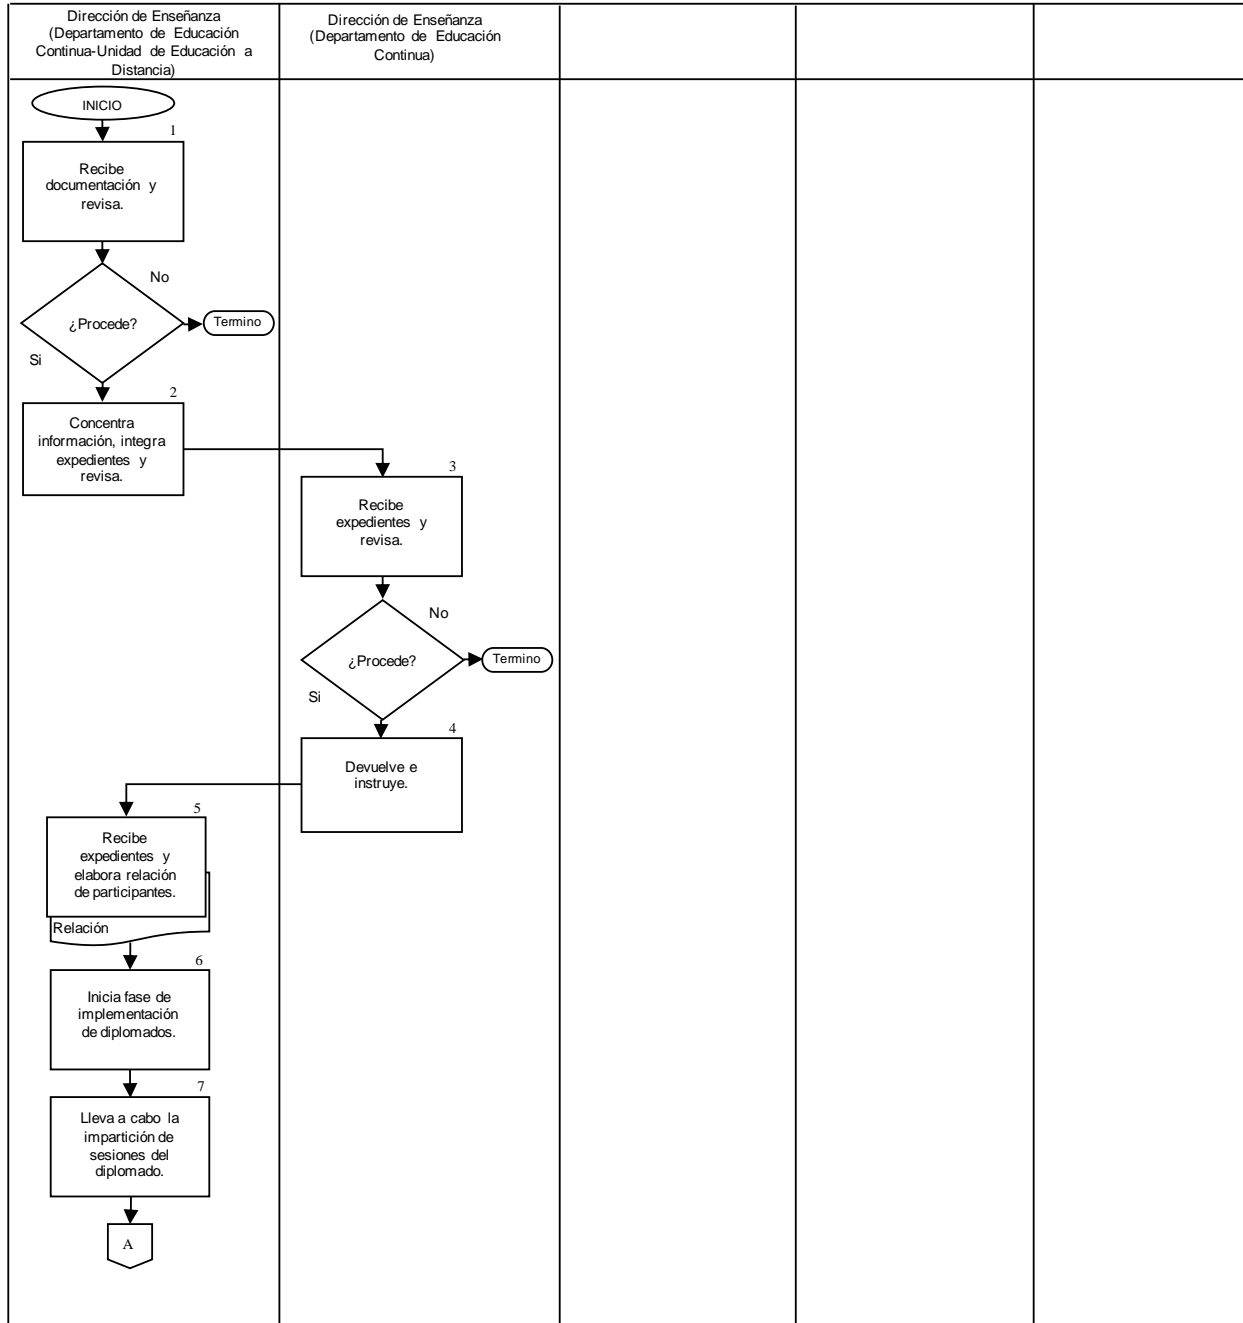 Dirección de Enseñanza
(Departamento de Educación
Continua-Unidad de Educación a
Distancia)
Dirección de Enseñanza
(Departamento de Educación
Continua)
INICIO
1
Recibe
documentación y
revisa.
No
¿Procede?
Termino
Si
2
Concentra
información, integra
expedientes y
revisa.
3
Recibe
expedientes y
revisa.
No
¿Procede?
Termino
Si
4
Devuelve e
instruye.
5
Recibe
expedientes y
elabora relación
de participantes.
Relación
6
Inicia fase de
implementación
de diplomados.
7
Lleva a cabo la
impartición de
sesiones del
diplomado.
A